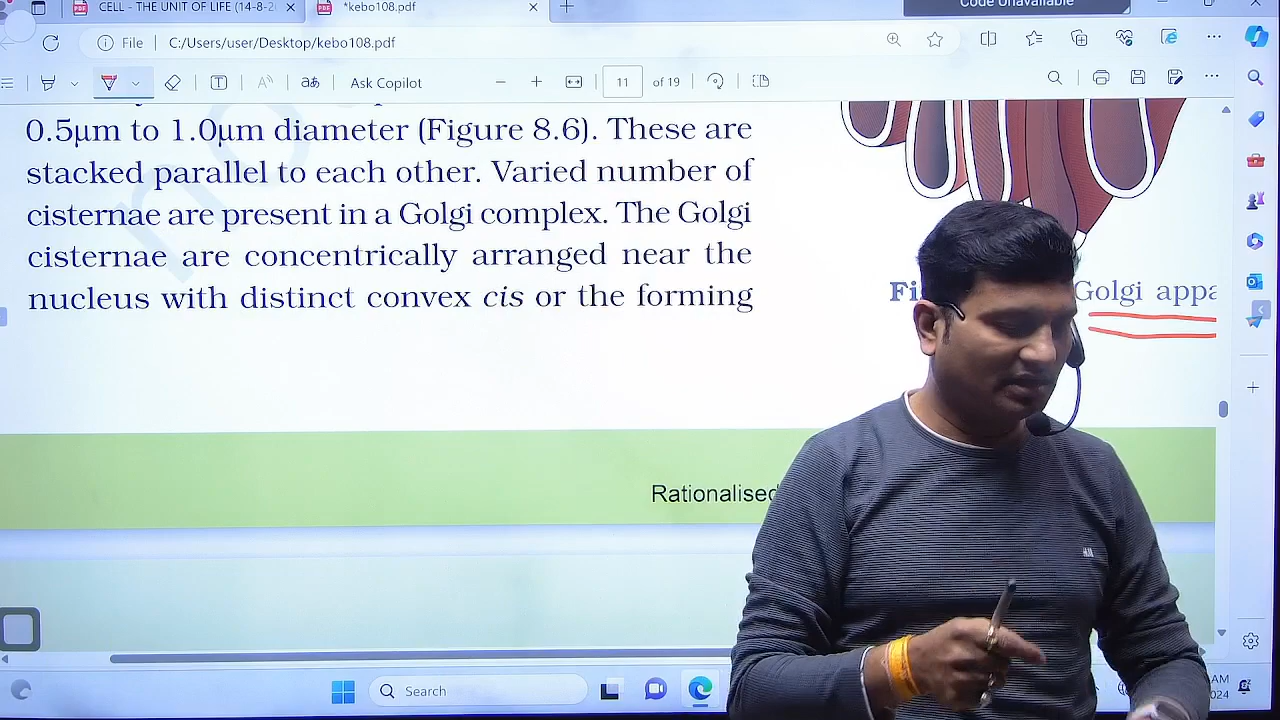 CELL - THE UNIT OF LIFE (14-8-2
*kebo108.pdf
Code Unavailable
File C:/Users/user/Desktop/kebo108.pdf
Ask Copilot
11 of 19
0.5µm to 1.0µm diameter (Figure 8.6). These are
stacked parallel to each other. Varied number of
cisternae are present in a Golgi complex. The Golgi
cisternae are concentrically arranged near the
nucleus with distinct convex cis or the forming
Golgi appa
Rationalised
Search
AM